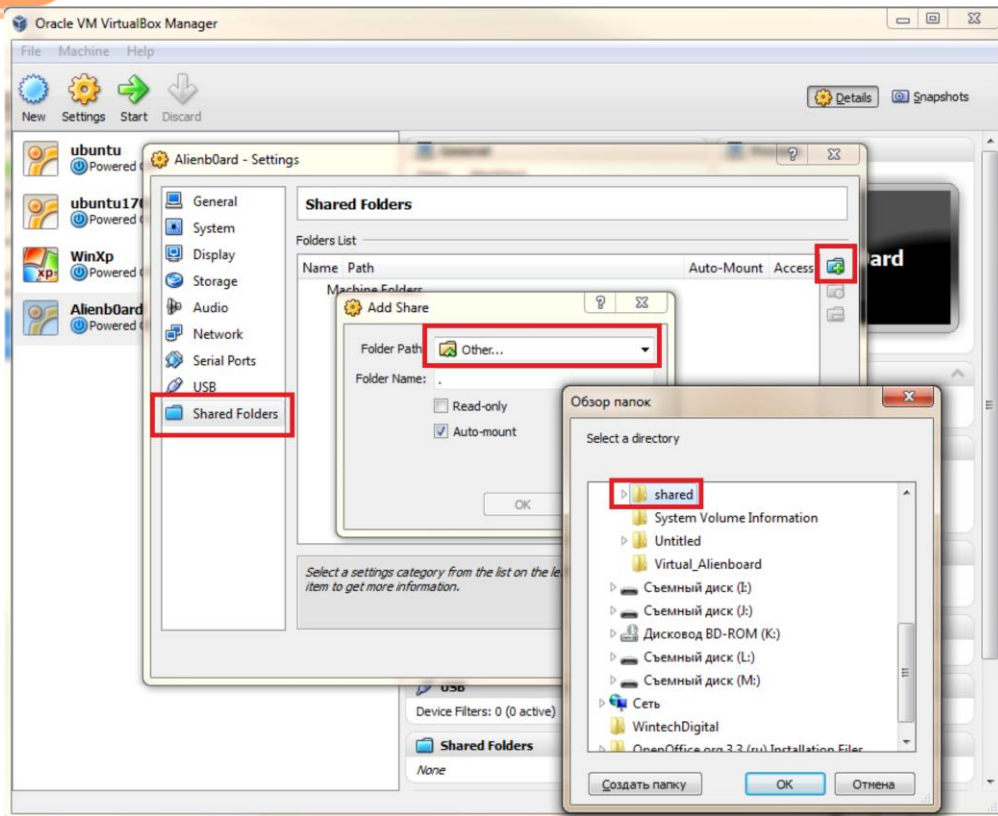 Oracle VM VirtualBox Manager
File Machine Help
New Settings Start Discard
Details Snapshots
ubuntu
Powered
ubuntu17
Powered
WinXp
Powered
Alienb0ard
Powered
xp
ard
Alienb0ard - Settings
General
System
Display
Storage
Audio
Network
Serial Ports
USB
Shared Folders
Shared Folders
Folders List
Name Path Auto-Mount Access
Machine Folders
Add Share
Folder Path
Other...
Folder Name: .
Read-only
Auto-mount
OK
Select a settings category from the list on the le
item to get more information.
Обзор папок
Select a directory
shared
System Volume Information
Untitled
Virtual_Alienboard
Съемный диск (I:)
Съемный диск (J:)
Дисковод BD-ROM (K:)
Съемный диск (L:)
Съемный диск (M:)
Сеть
WintechDigital
OpenOffice.org 3.3 (ru) Installation Files
Создать папку OK Отмена
USB
Device Filters: 0 (0 active)
Shared Folders
None